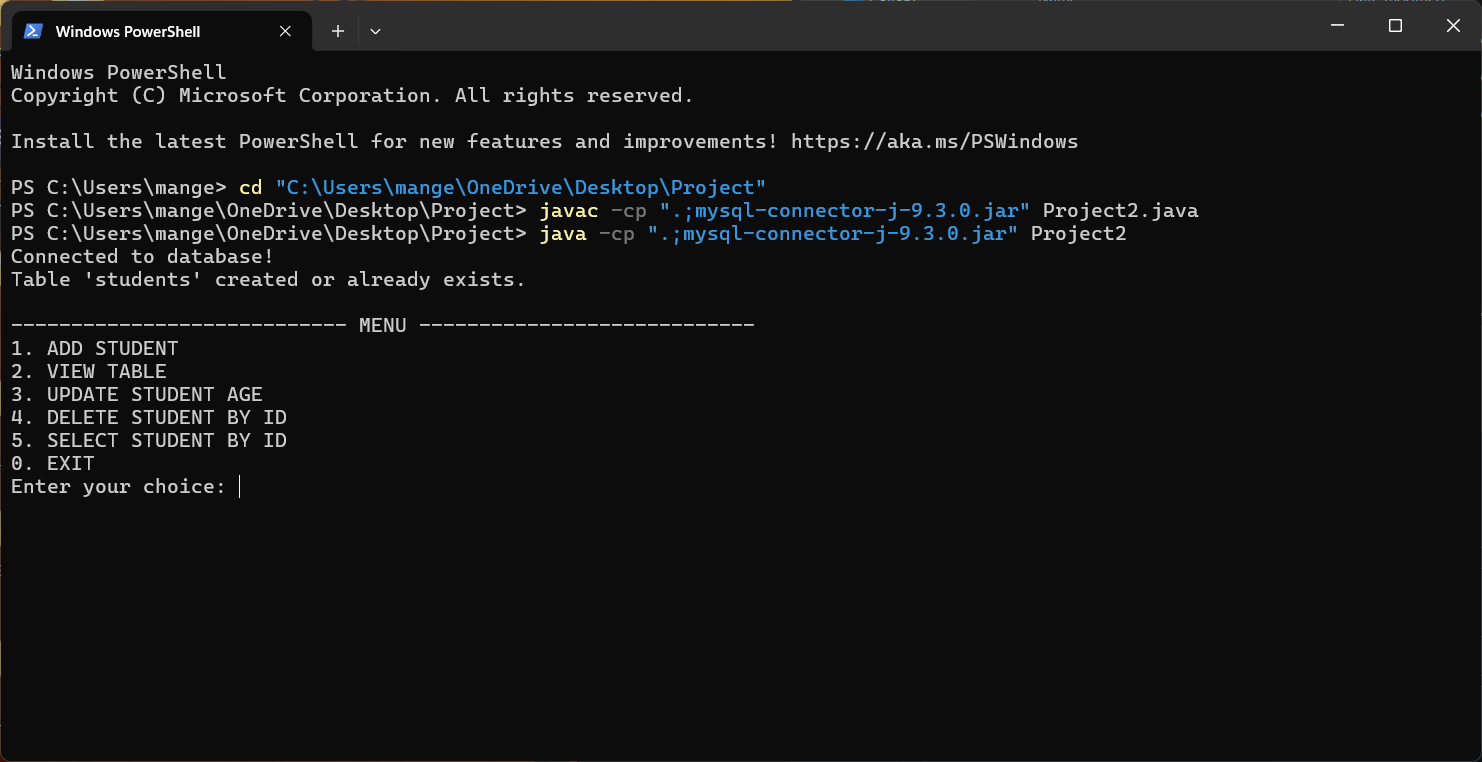 Windows PowerShell
Windows PowerShell
Copyright (C) Microsoft Corporation. All rights reserved.
Install the latest PowerShell for new features and improvements! https://aka.ms/PSWindows
PS C:\Users\mange> cd "C:\Users\mange\OneDrive\Desktop\Project"
PS C:\Users\mange\OneDrive\Desktop\Project> javac -cp ".;mysql-connector-j-9.3.0.jar" Project2.java
PS C:\Users\mange\OneDrive\Desktop\Project> java -cp ".;mysql-connector-j-9.3.0.jar" Project2
Connected to database!
Table 'students' created or already exists.
---------------------------- MENU ----------------------------
1. ADD STUDENT
2. VIEW TABLE
3. UPDATE STUDENT AGE
4. DELETE STUDENT BY ID
5. SELECT STUDENT BY ID
0. EXIT
Enter your choice: